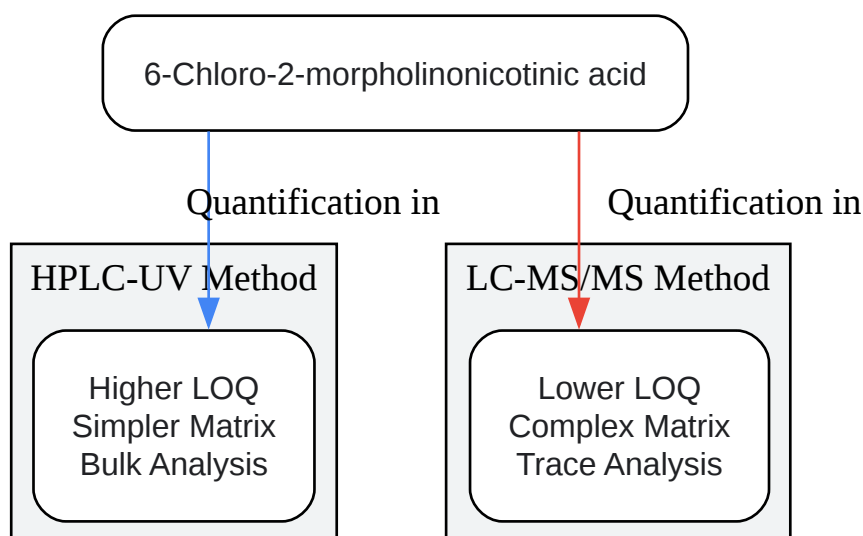 6-Chloro-2-morpholinonicotinic acid
Quantification in
Quantification in
HPLC-UV Method
LC-MS/MS Method
Higher LOQ
Simpler Matrix
Bulk Analysis
Lower LOQ
Complex Matrix
Trace Analysis